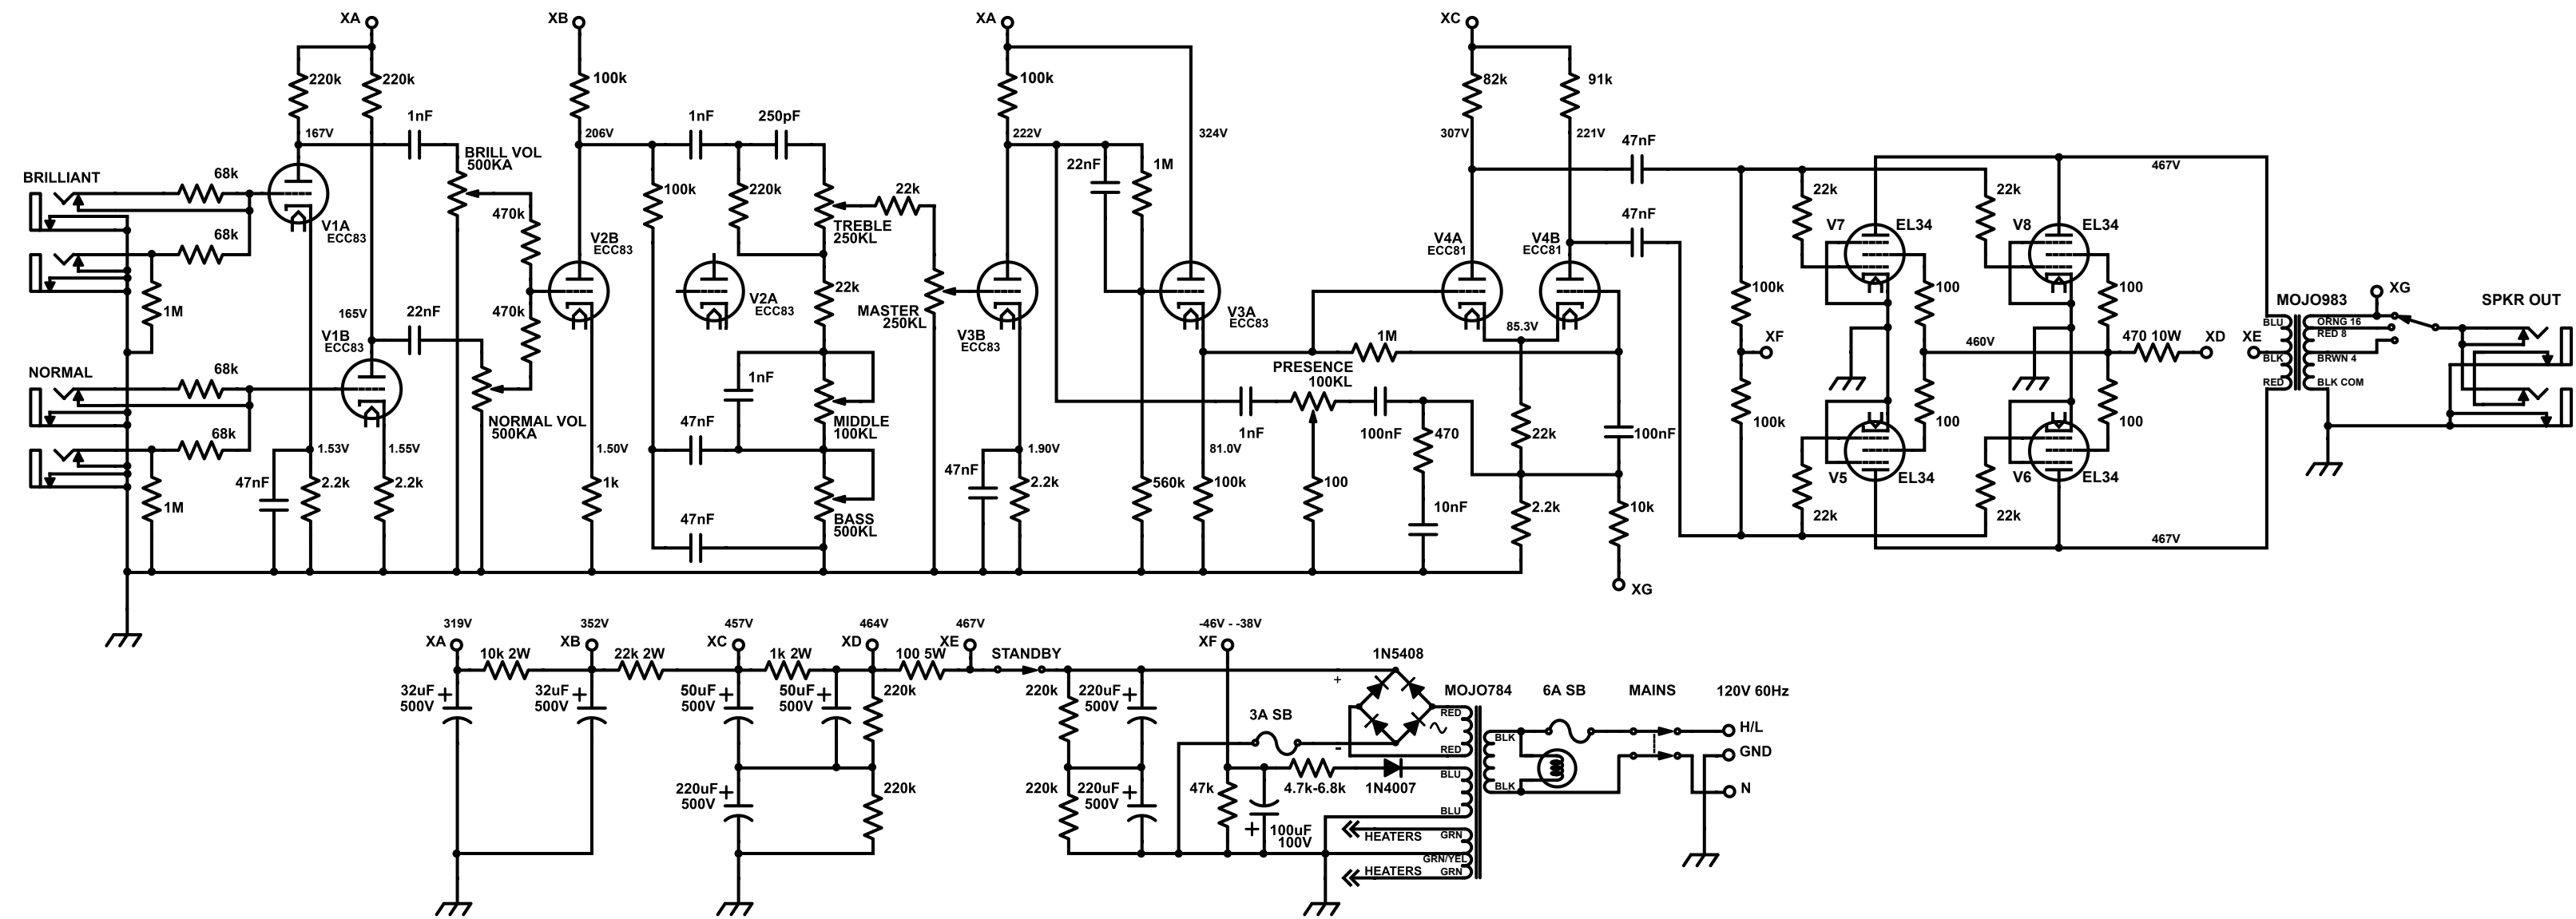 XA
XB
XA
XC
220k
220k
100k
100k
82k
91k
1nF
1nF
250pF
167V
206V
222V
324V
307V
221V
47nF
BRILL VOL
500KA
22nF
1M
467V
BRILLIANT
68k
100k
220k
22k
22k
22k
470k
V7
EL34
V8
EL34
V1A
ECC83
TREBLE
250KL
47nF
68k
V2B
ECC83
V4A
ECC81
V4B
ECC81
1M
165V
22nF
470k
V2A
ECC83
22k
MASTER
250KL
V3A
ECC83
100k
100
100
MOJO983
XG
SPKR OUT
V1B
ECC83
V3B
ECC83
85.3V
1M
XF
460V
470 10W
XD
XE
BLU
BLK
RED
ORNG 16
RED 8
BRWN 4
BLK COM
NORMAL
68k
1nF
PRESENCE
100KL
68k
NORMAL VOL
500KA
47nF
MIDDLE
100KL
1nF
100nF
470
22k
100nF
100k
100
100
1.53V
1.55V
1.50V
1.90V
81.0V
47nF
2.2k
2.2k
1k
47nF
2.2k
560k
100k
100
V5
EL34
V6
EL34
1M
47nF
BASS
500KL
10nF
2.2k
10k
22k
22k
467V
XG
319V
352V
457V
464V
467V
-46V - -38V
XA
XB
XC
XD
XE
XF
10k 2W
22k 2W
1k 2W
100 5W
STANDBY
1N5408
+
32uF
500V
+
32uF
500V
+
50uF
500V
+
50uF
500V
+
220k
220k
220uF
500V
+
3A SB
MOJO784
6A SB
MAINS
120V 60Hz
RED
RED
-
BLK
BLK
H/L
GND
N
220uF
500V
+
220k
220k
220uF
500V
+
47k
4.7k-6.8k
1N4007
BLU
BLU
+
100uF
100V
HEATERS
GRN
GRN/YEL
HEATERS
GRN